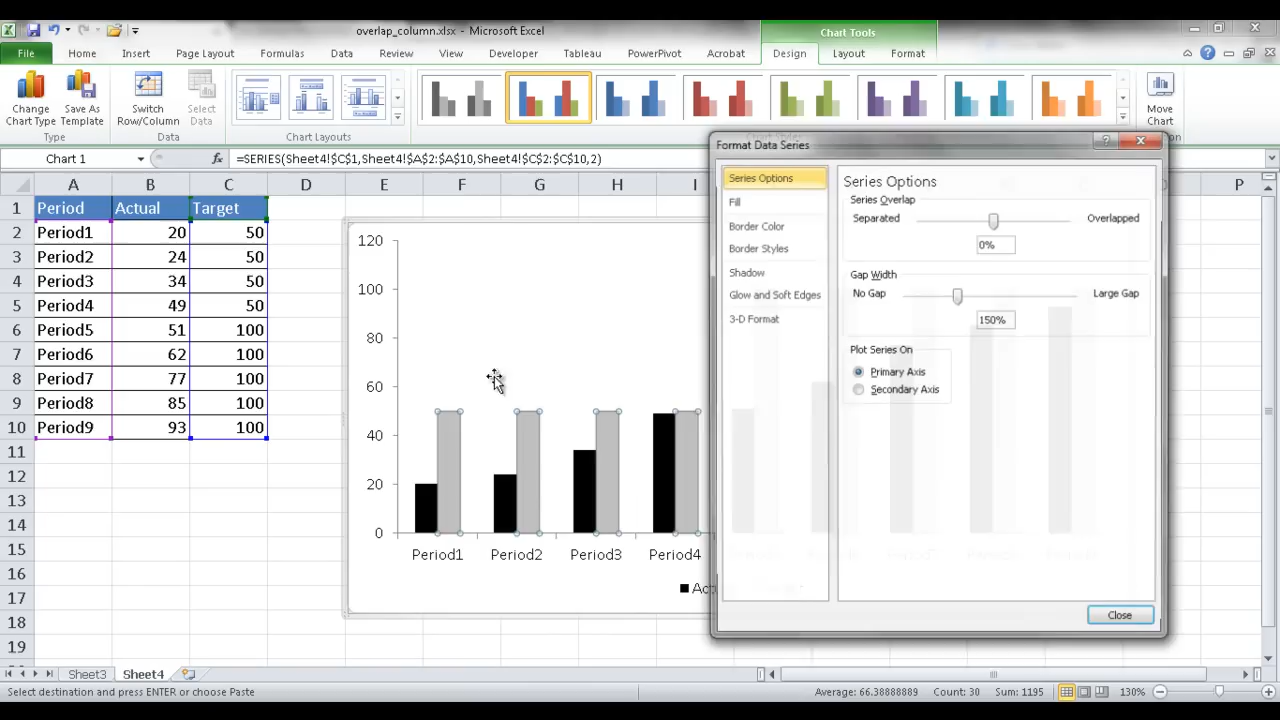 overlap_column.xlsx - Microsoft Excel
Chart Tools
File Home Insert Page Layout Formulas Data Review View Developer Tableau PowerPivot Acrobat Design Layout Format
Change Chart Type
Save As Template
Switch Row/Column
Select Data
Move Chart
Type Data Chart Layouts
Chart 1 fx =SERIES(Sheet4!$C$1,Sheet4!$A$2:$A$10,Sheet4!$C$2:$C$10,2)
A B C D E F G H I P
1 Period Actual Target
2 Period1 20 50
3 Period2 24 50
4 Period3 34 50
5 Period4 49 50
6 Period5 51 100
7 Period6 62 100
8 Period7 77 100
9 Period8 85 100
10 Period9 93 100
11
12
13
14
15
16
17
18
19
120
100
80
60
40
20
0
Period1 Period2 Period3 Period4
Format Data Series
Series Options
Fill
Border Color
Border Styles
Shadow
Glow and Soft Edges
3-D Format
Series Options
Series Overlap
Separated Overlapped
0%
Gap Width
No Gap Large Gap
150%
Plot Series On
Primary Axis
Secondary Axis
Close
Sheet3 Sheet4
Select destination and press ENTER or choose Paste Average: 66.38888889 Count: 30 Sum: 1195 130%